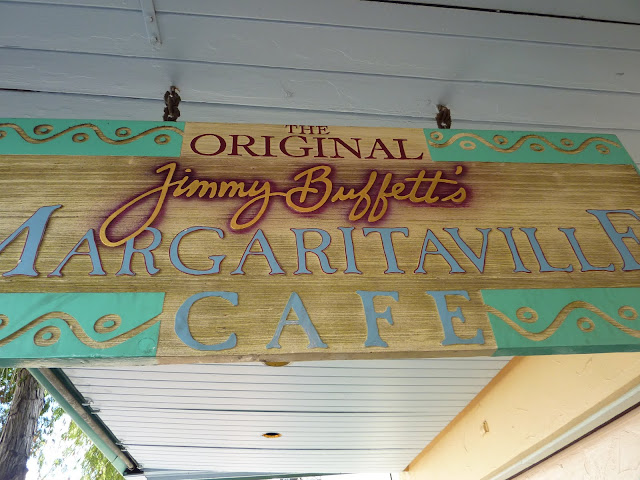 THE
ORIGINAL
Jimmy Buffett's
MARGARITAVILLE
CAFE